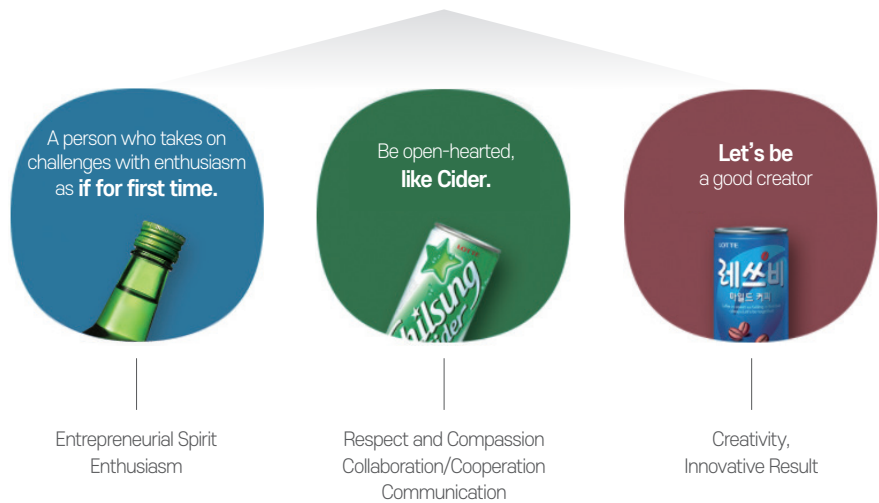 A person who takes on
challenges with enthusiasm
as if for first time.
Be open-hearted,
like Cider.
LOTTE
Chilsung
Cider
Let's be
a good creator
LOTTE
레쓰비
마일드 커피
Entrepreneurial Spirit
Enthusiasm
Respect and Compassion
Collaboration/Cooperation
Communication
Creativity,
Innovative Result